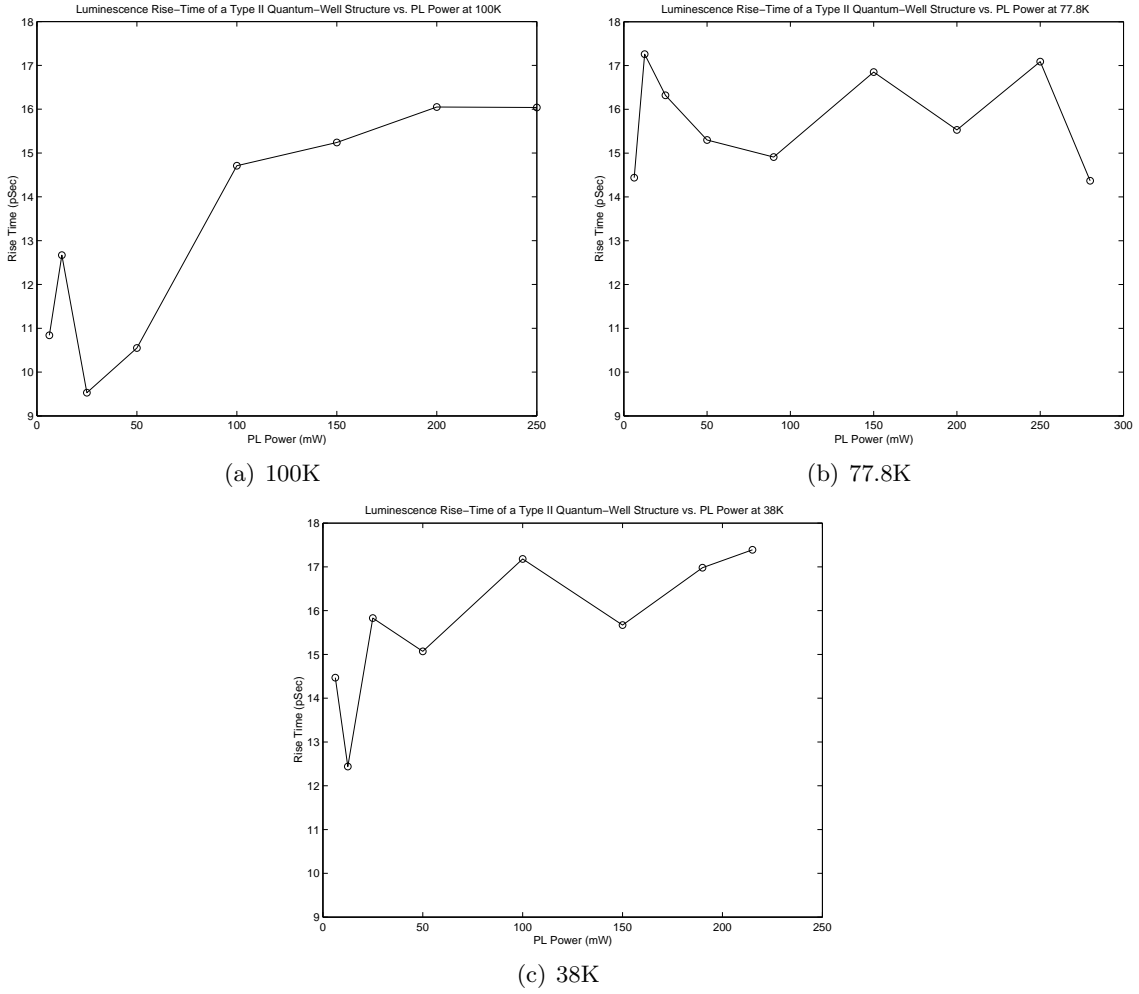 Luminescence Rise−Time of a Type II Quantum−Well Structure vs. PL Power at 100K
18
17
16
15
14
13
12
11
10
9
Rise Time (pSec)
0 50 100 150 200 250
PL Power (mW)
(a) 100K
Luminescence Rise−Time of a Type II Quantum−Well Structure vs. PL Power at 77.8K
18
17
16
15
14
13
12
11
10
9
Rise Time (pSec)
0 50 100 150 200 250 300
PL Power (mW)
(b) 77.8K
Luminescence Rise−Time of a Type II Quantum−Well Structure vs. PL Power at 38K
18
17
16
15
14
13
12
11
10
9
Rise Time (pSec)
0 50 100 150 200 250
PL Power (mW)
(c) 38K